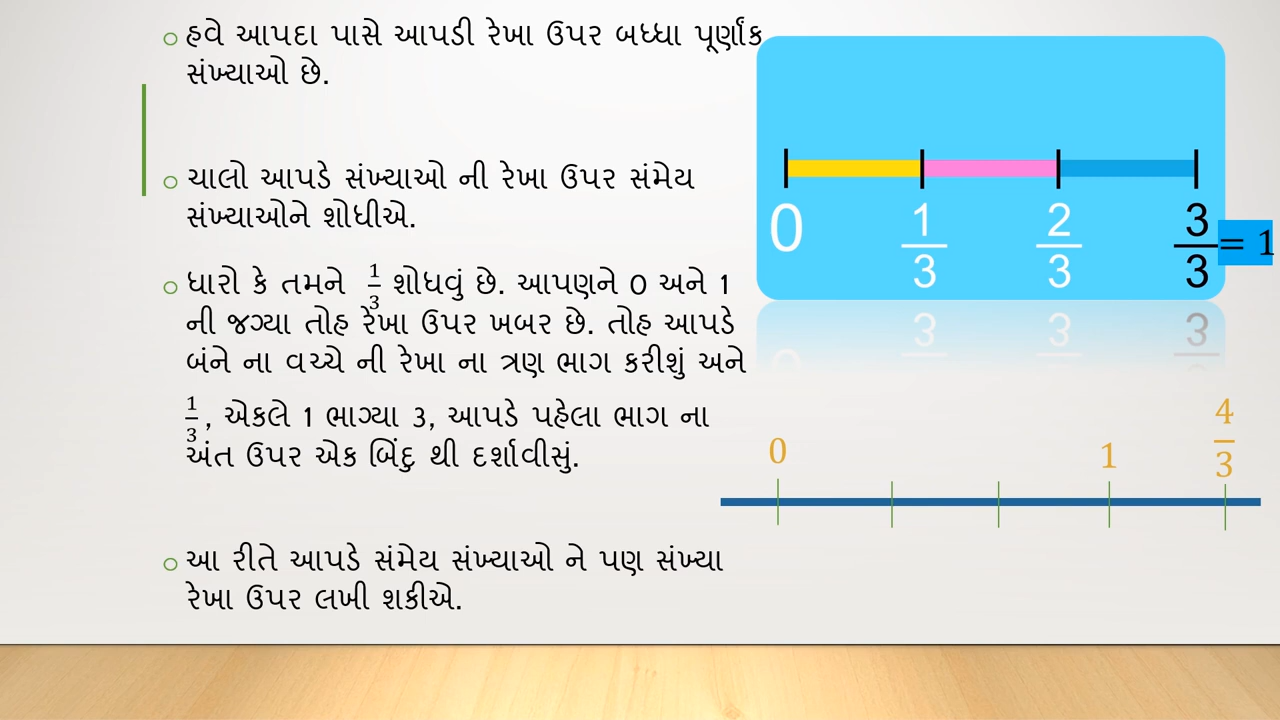 હવે આપદા પાસે આપડી રેખા ઉપર બધ્ધા પૂર્ણાંક
સંખ્યાઓ છે.
ચાલો આપડે સંખ્યાઓ ની રેખા ઉપર સંમેય
સંખ્યાઓને શોધીએ.
ધારો કે તમને 1/3 શોધવું છે. આપણને 0 અને 1
ની જગ્યા તોહ રેખા ઉપર ખબર છે. તોહ આપડે
બંને ના વચ્ચે ની રેખા ના ત્રણ ભાગ કરીશું અને
1/3, એકલે 1 ભાગ્યા 3, આપડે પહેલા ભાગ ના
અંત ઉપર એક બિંદુ થી દર્શાવીસું.
આ રીતે આપડે સંમેય સંખ્યાઓ ને પણ સંખ્યા
રેખા ઉપર લખી શકીએ.
0 1/3 2/3 3/3 = 1
0 1 4/3